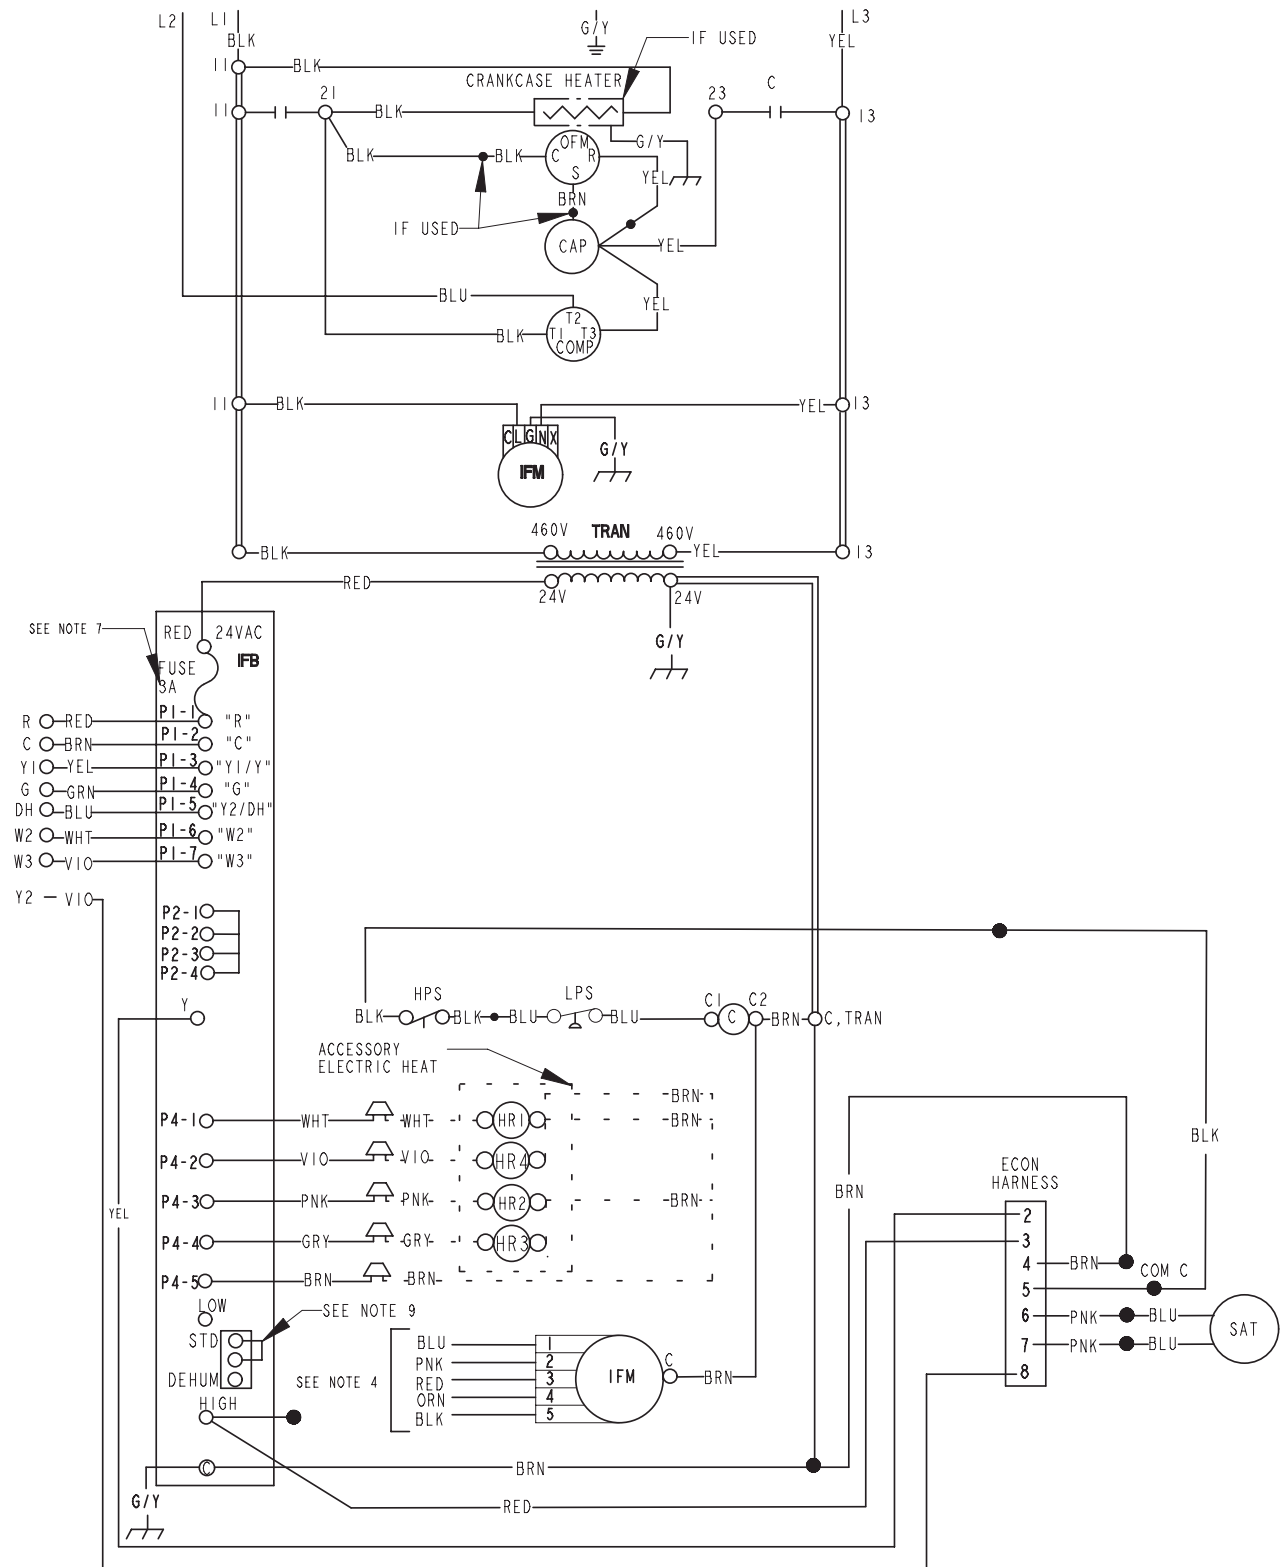 L2
L1
BLK
G/Y
L3
YEL
IF USED
11
BLK
CRANKCASE HEATER
11
21
BLK
23
C
13
G/Y
BLK
BLK
OFM
C
R
S
YEL
BRN
IF USED
CAP
YEL
BLU
YEL
T2
T1
T3
COMP
BLK
11
BLK
YEL
13
C L G N X
IFM
G/Y
460V
TRAN
460V
BLK
YEL
13
RED
24V
24V
SEE NOTE 7
RED
24VAC
IFB
G/Y
FUSE
3A
R
RED
P1-1
"R"
C
BRN
P1-2
"C"
Y1
YEL
P1-3
"Y1/Y"
G
GRN
P1-4
"G"
DH
BLU
P1-5
"Y2/DH"
W2
WHT
P1-6
"W2"
W3
VIO
P1-7
"W3"
Y2
VIO
P2-1
P2-2
P2-3
P2-4
Y
HPS
LPS
C1
C2
BLK
BLK
BLU
BLU
C
BRN
C, TRAN
ACCESSORY
ELECTRIC HEAT
BRN
P4-1
WHT
WHT
HR1
BRN
BLK
P4-2
VIO
VIO
HR4
ECON
HARNESS
P4-3
PNK
PNK
HR2
BRN
BRN
YEL
2
P4-4
GRY
GRY
HR3
3
4
BRN
P4-5
BRN
BRN
5
COM C
LOW
SEE NOTE 9
6
PNK
BLU
SAT
STD
7
PNK
BLU
8
DEHUM
SEE NOTE 4
BLU
1
PNK
2
RED
3
ORN
4
BLK
5
IFM
C
BRN
HIGH
C
BRN
G/Y
RED